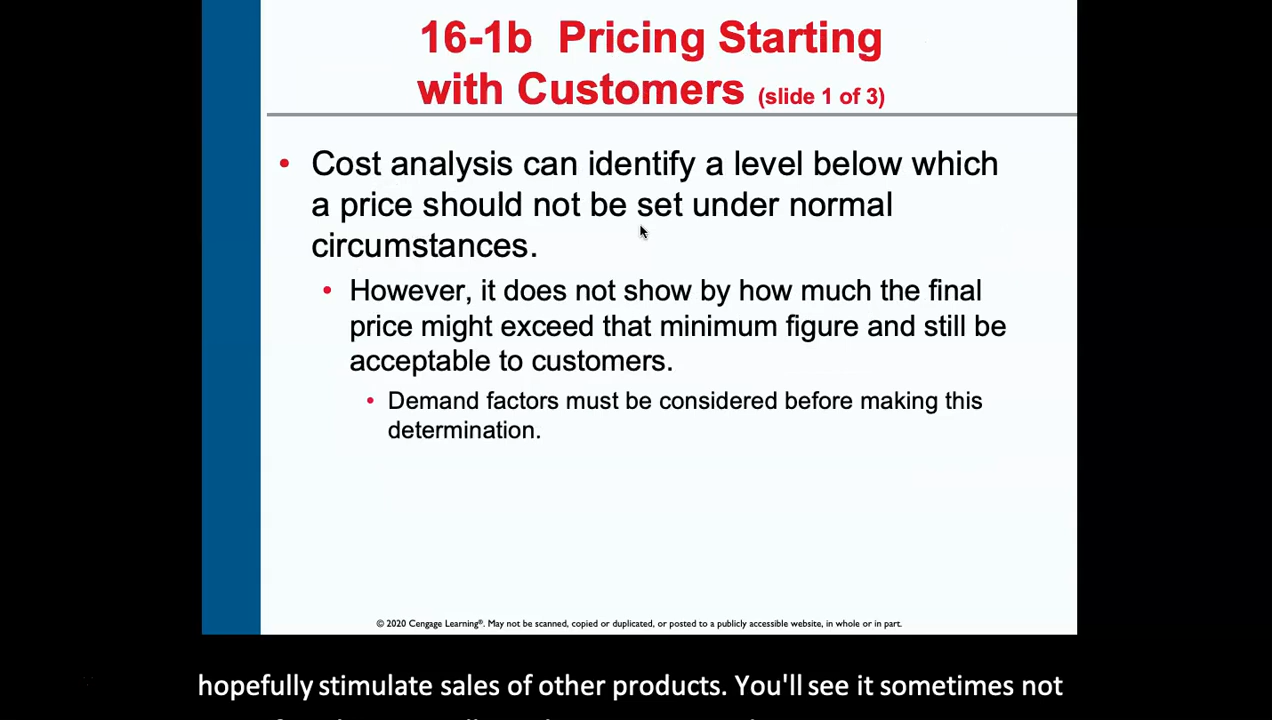 16-1b Pricing Starting
with Customers (slide 1 of 3)
• Cost analysis can identify a level below which
a price should not be set under normal
circumstances.
• However, it does not show by how much the final
price might exceed that minimum figure and still be
acceptable to customers.
• Demand factors must be considered before making this
determination.
© 2020 Cengage Learning®. May not be scanned, copied or duplicated, or posted to a publicly accessible website, in whole or in part.
hopefully stimulate sales of other products. You'll see it sometimes not